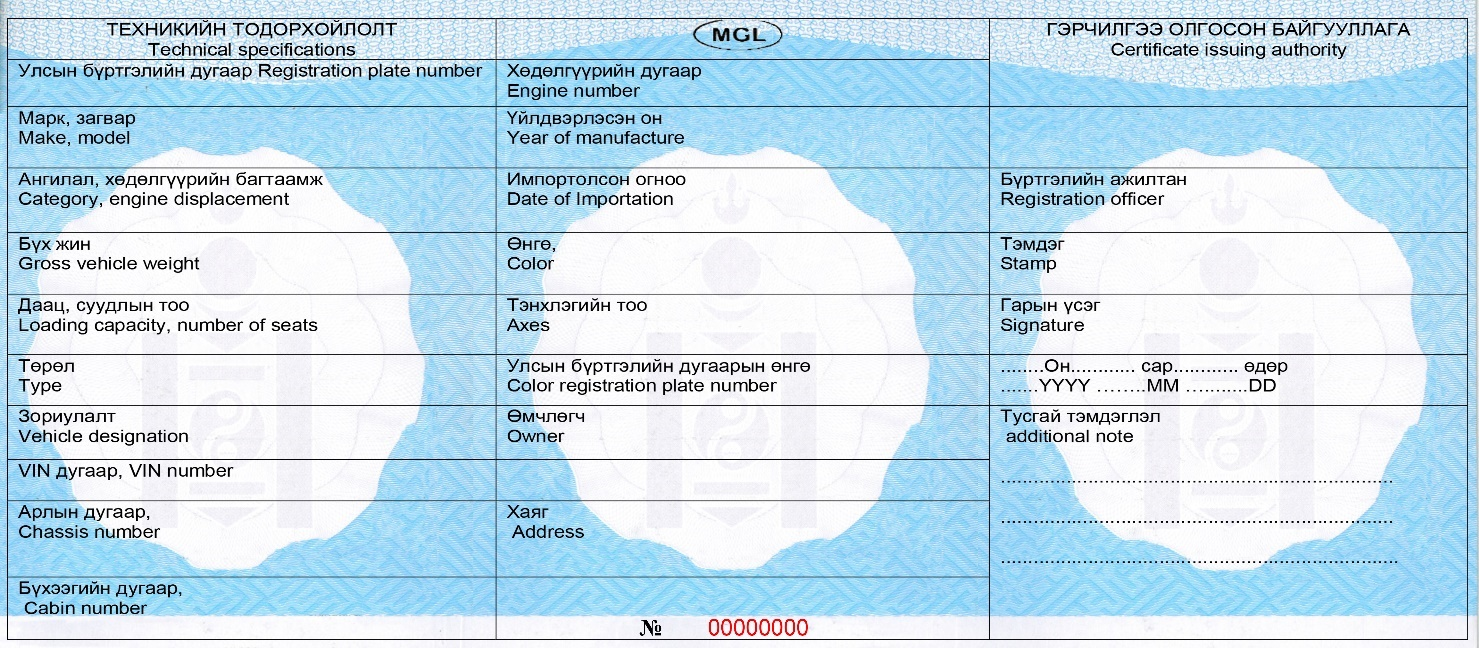 ТЕХНИКИЙН ТОДОРХОЙЛОЛТ
Technical specifications
Улсын бүртгэлийн дугаар Registration plate number
Марк, загвар
Make, model
Ангилал, хөдөлгүүрийн багтаамж
Category, engine displacement
Бүх жин
Gross vehicle weight
Даац, суудлын тоо
Loading capacity, number of seats
Төрөл
Type
Зориулалт
Vehicle designation
VIN дугаар, VIN number
Арлын дугаар,
Chassis number
Бүхээгийн дугаар,
Cabin number
MGL
Хөдөлгүүрийн дугаар
Engine number
Үйлдвэрлэсэн он
Year of manufacture
Импортолсон огноо
Date of Importation
Өнгө,
Color
Тэнхлэгийн тоо
Axes
Улсын бүртгэлийн дугаарын өнгө
Color registration plate number
Өмчлөгч
Owner
Хаяг
Address
№ 00000000
ГЭРЧИЛГЭЭ ОЛГОСОН БАЙГУУЛЛАГА
Certificate issuing authority
Бүртгэлийн ажилтан
Registration officer
Тэмдэг
Stamp
Гарын үсэг
Signature
........Он............ сар............ өдөр
.......YYYY ........MM ...........DD
Тусгай тэмдэглэл
additional note